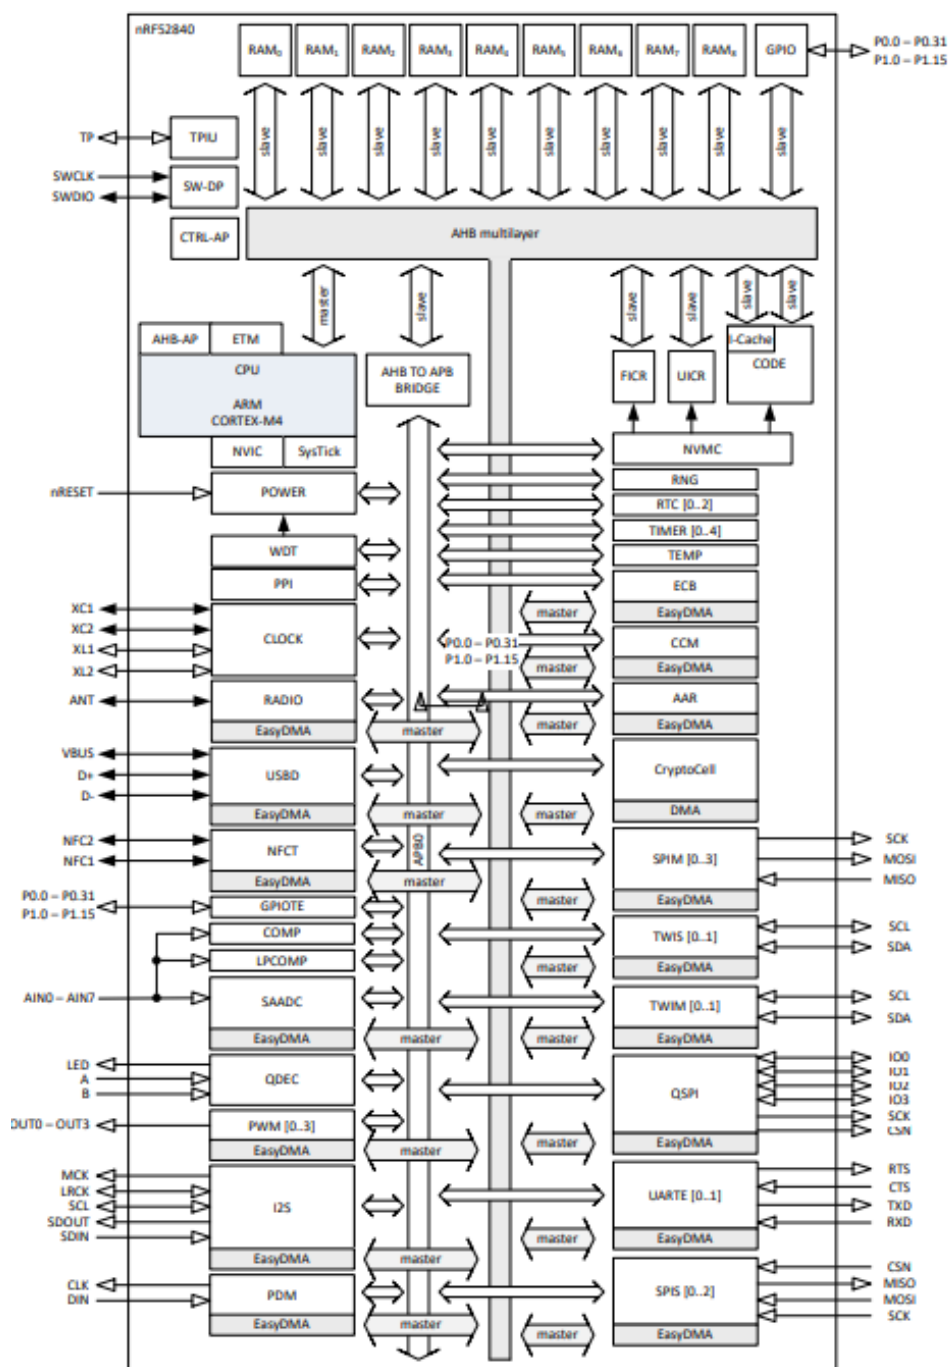 nRF52840
RAM0 RAM1 RAM2 RAM3 RAM4 RAM5 RAM6 RAM7 RAM8 GPIO
P0.0 – P0.31
P1.0 – P1.15
slave slave slave slave slave slave slave slave slave slave
TP TPIU
SWCLK
SWDIO
SW-DP
CTRL-AP
AHB multilayer
master slave slave slave slave slave
AHB-AP ETM
CPU
ARM
CORTEX-M4
NVIC SysTick
AHB TO APB
BRIDGE
FICR UICR
I-Cache
CODE
NVMC
nRESET POWER
RNG
RTC [0..2]
WDT
TIMER [0..4]
TEMP
PPI
ECB
EasyDMA
master
XC1
XC2
XL1
XL2
CLOCK
P0.0 – P0.31
P1.0 – P1.15
CCM
EasyDMA
master
ANT RADIO
EasyDMA
master
AAR
EasyDMA
master
VBUS
D+
D-
USBD
EasyDMA
master
CryptoCell
DMA
master
NFC2
NFC1
NFCT
EasyDMA
master
APB0
SPIM [0..3]
EasyDMA
master
SCK
MOSI
MISO
P0.0 – P0.31
P1.0 – P1.15
GPIOTE
COMP
LPCOMP
TWIS [0..1]
EasyDMA
master
SCL
SDA
AIN0 – AIN7
SAADC
EasyDMA
master
TWIM [0..1]
EasyDMA
master
SCL
SDA
LED
A
B
QDEC
QSPI
EasyDMA
master
IO0
IO1
IO2
IO3
SCK
CSN
OUT0 – OUT3
PWM [0..3]
EasyDMA
master
MCK
LRCK
SCL
SDOUT
SDIN
I2S
EasyDMA
master
UARTE [0..1]
EasyDMA
master
RTS
CTS
TXD
RXD
CLK
DIN
PDM
EasyDMA
master
SPIS [0..2]
EasyDMA
master
CSN
MISO
MOSI
SCK